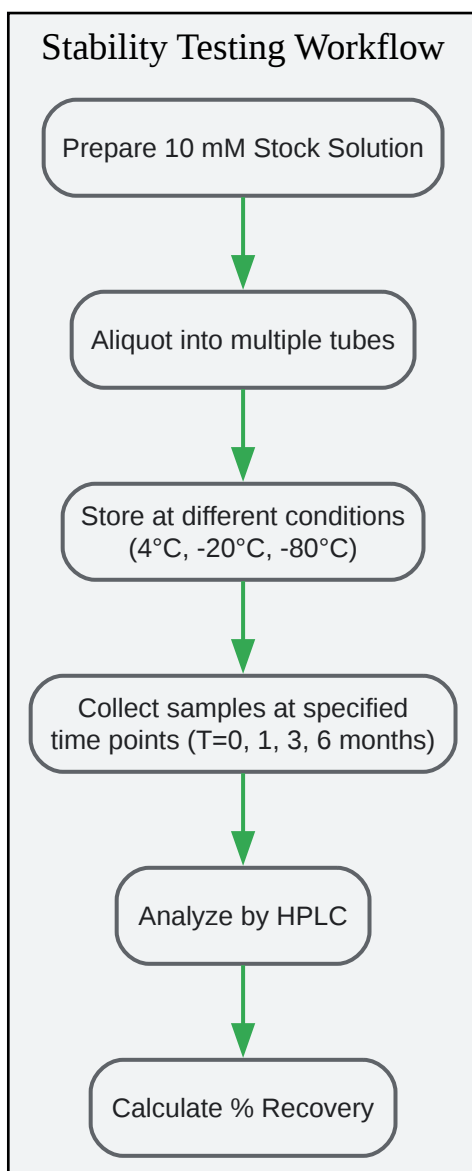 Stability Testing Workflow
Prepare 10 mM Stock Solution
Aliquot into multiple tubes
Store at different conditions
(4°C, -20°C, -80°C)
Collect samples at specified
time points (T=0, 1, 3, 6 months)
Analyze by HPLC
Calculate % Recovery